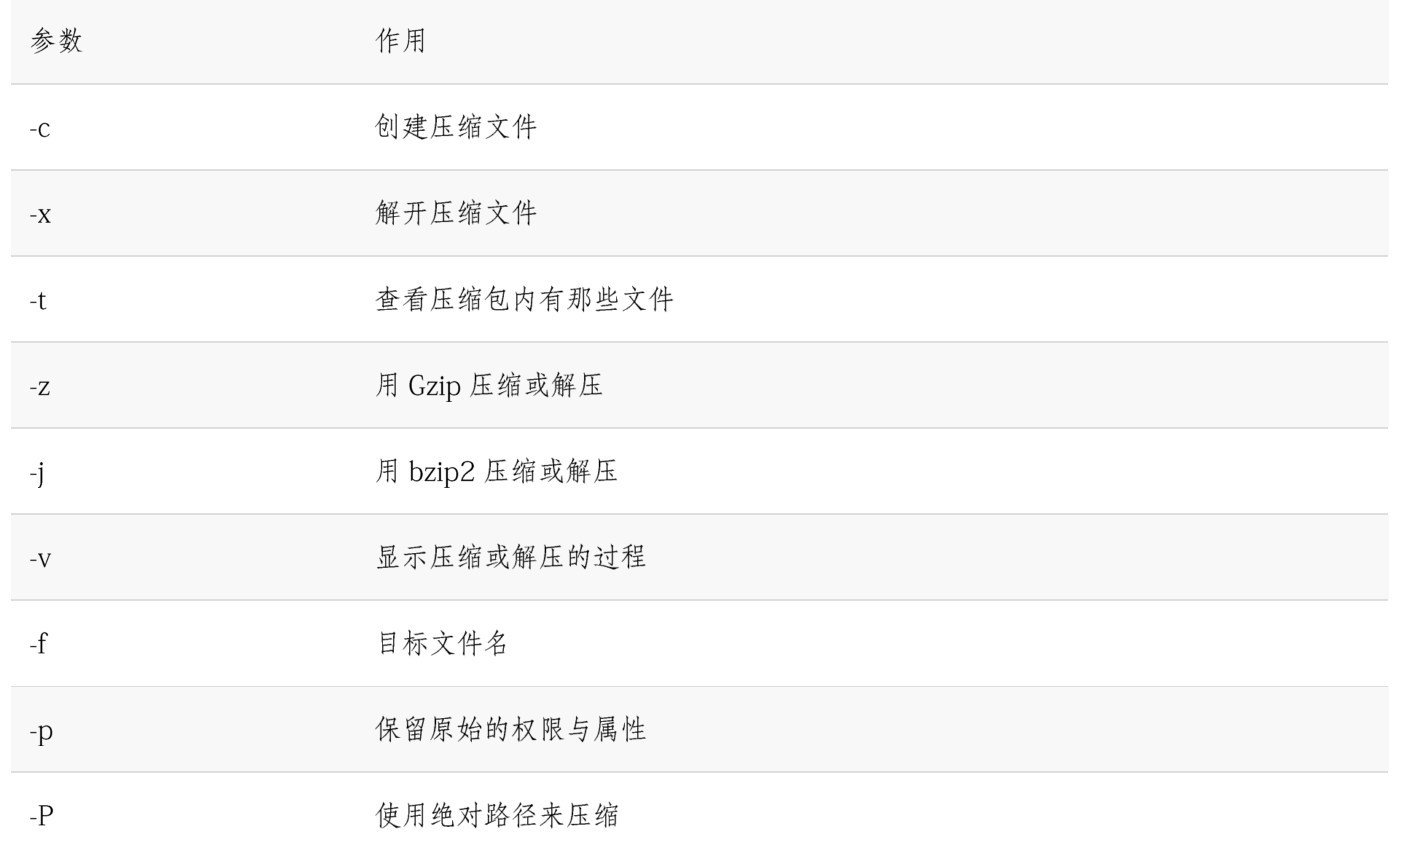 参数 作用
-c 创建压缩文件
-x 解开压缩文件
-t 查看压缩包内有那些文件
-z 用 Gzip 压缩或解压
-j 用 bzip2 压缩或解压
-v 显示压缩或解压的过程
-f 目标文件名
-p 保留原始的权限与属性
-P 使用绝对路径来压缩